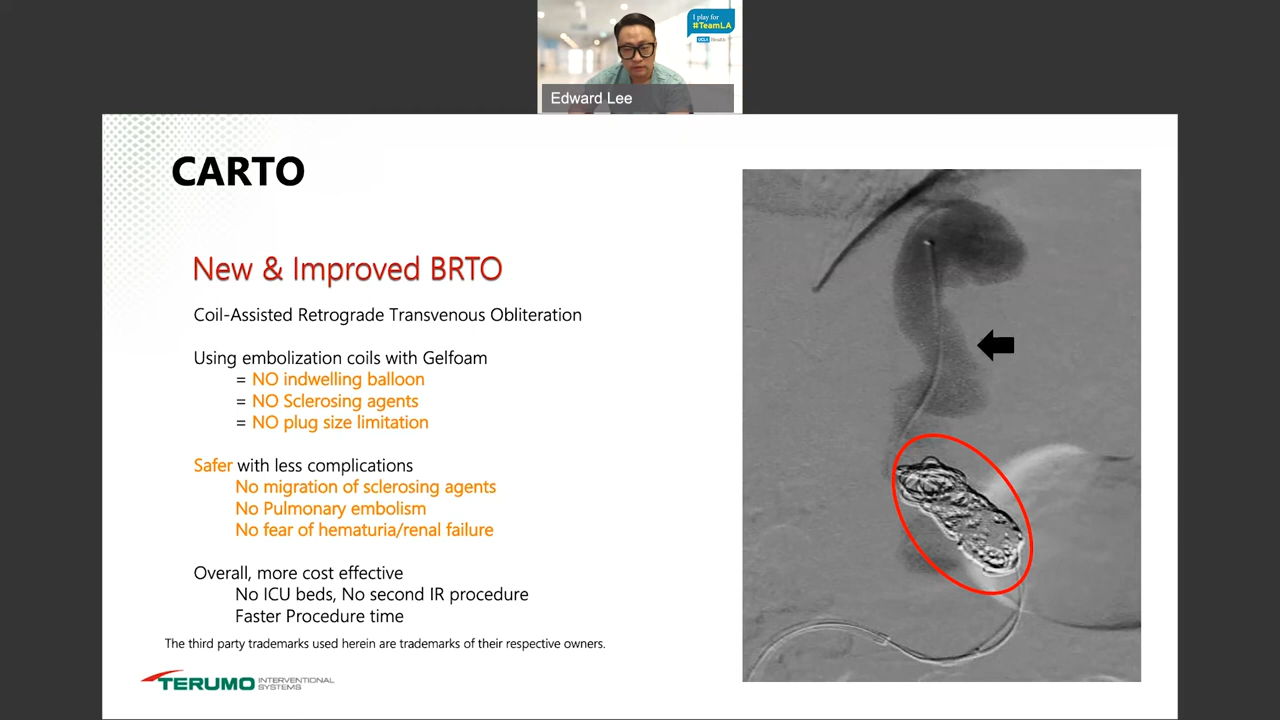 I play for
#TeamLA
UCLA Health
Edward Lee
CARTO
New & Improved BRTO
Coil-Assisted Retrograde Transvenous Obliteration
Using embolization coils with Gelfoam
= NO indwelling balloon
= NO Sclerosing agents
= NO plug size limitation
Safer with less complications
No migration of sclerosing agents
No Pulmonary embolism
No fear of hematuria/renal failure
Overall, more cost effective
No ICU beds, No second IR procedure
Faster Procedure time
The third party trademarks used herein are trademarks of their respective owners.
TERUMO INTERVENTIONAL
SYSTEMS